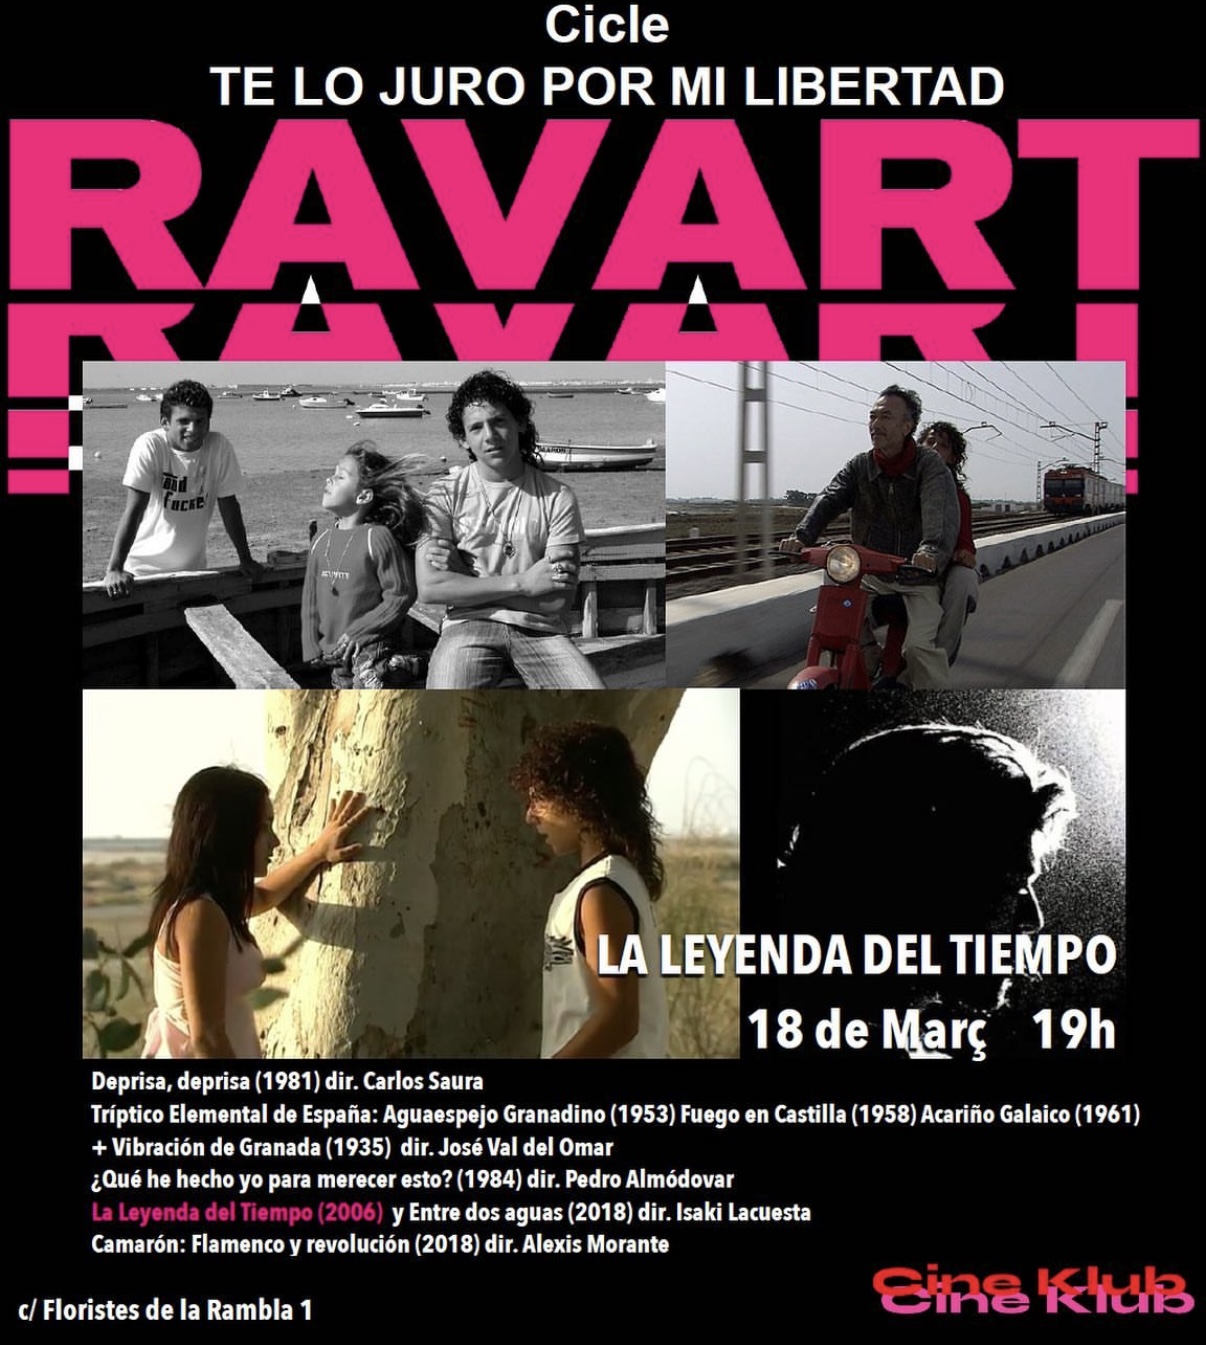 Cicle
TE LO JURO POR MI LIBERTAD
RAVART
RAVART
LA LEYENDA DEL TIEMPO
18 de Març 19h
Deprisa, deprisa (1981) dir. Carlos Saura
Tríptico Elemental de España: Aguaespejo Granadino (1953) Fuego en Castilla (1958) Acariño Galaico (1961)
+ Vibración de Granada (1935) dir. José Val del Omar
¿Qué he hecho yo para merecer esto? (1984) dir. Pedro Almódovar
La Leyenda del Tiempo (2006) y Entre dos aguas (2018) dir. Isaki Lacuesta
Camarón: Flamenco y revolución (2018) dir. Alexis Morante
Cine Klub
Cine Klub
c/ Floristes de la Rambla 1